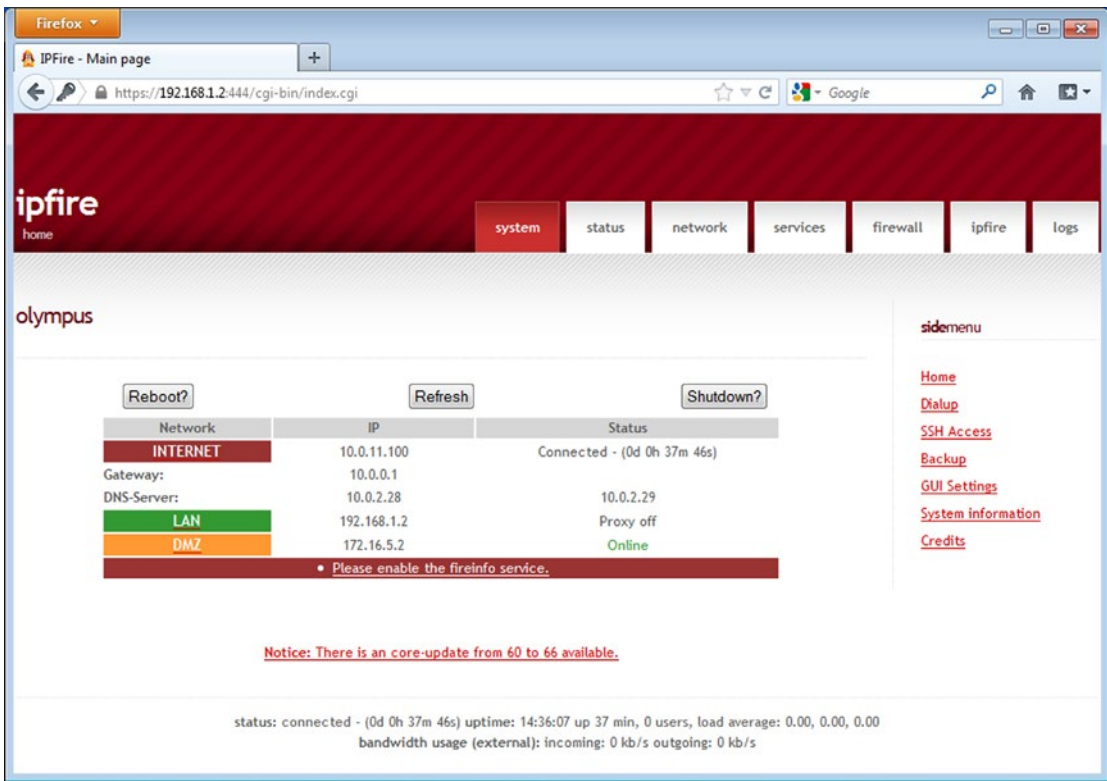 Firefox
IPFire - Main page
https://192.168.1.2:444/cgi-bin/index.cgi
Google
ipfire
home
system status network services firewall ipfire logs
olympus
sidemenu
Reboot? Refresh Shutdown?
Network IP Status
INTERNET 10.0.11.100 Connected - (0d 0h 37m 46s)
Gateway: 10.0.0.1
DNS-Server: 10.0.2.28 10.0.2.29
LAN 192.168.1.2 Proxy off
DMZ 172.16.5.2 Online
• Please enable the fireinfo service.
Home
Dialup
SSH Access
Backup
GUI Settings
System information
Credits
Notice: There is an core-update from 60 to 66 available.
status: connected - (0d 0h 37m 46s) uptime: 14:36:07 up 37 min, 0 users, load average: 0.00, 0.00, 0.00
bandwidth usage (external): incoming: 0 kb/s outgoing: 0 kb/s